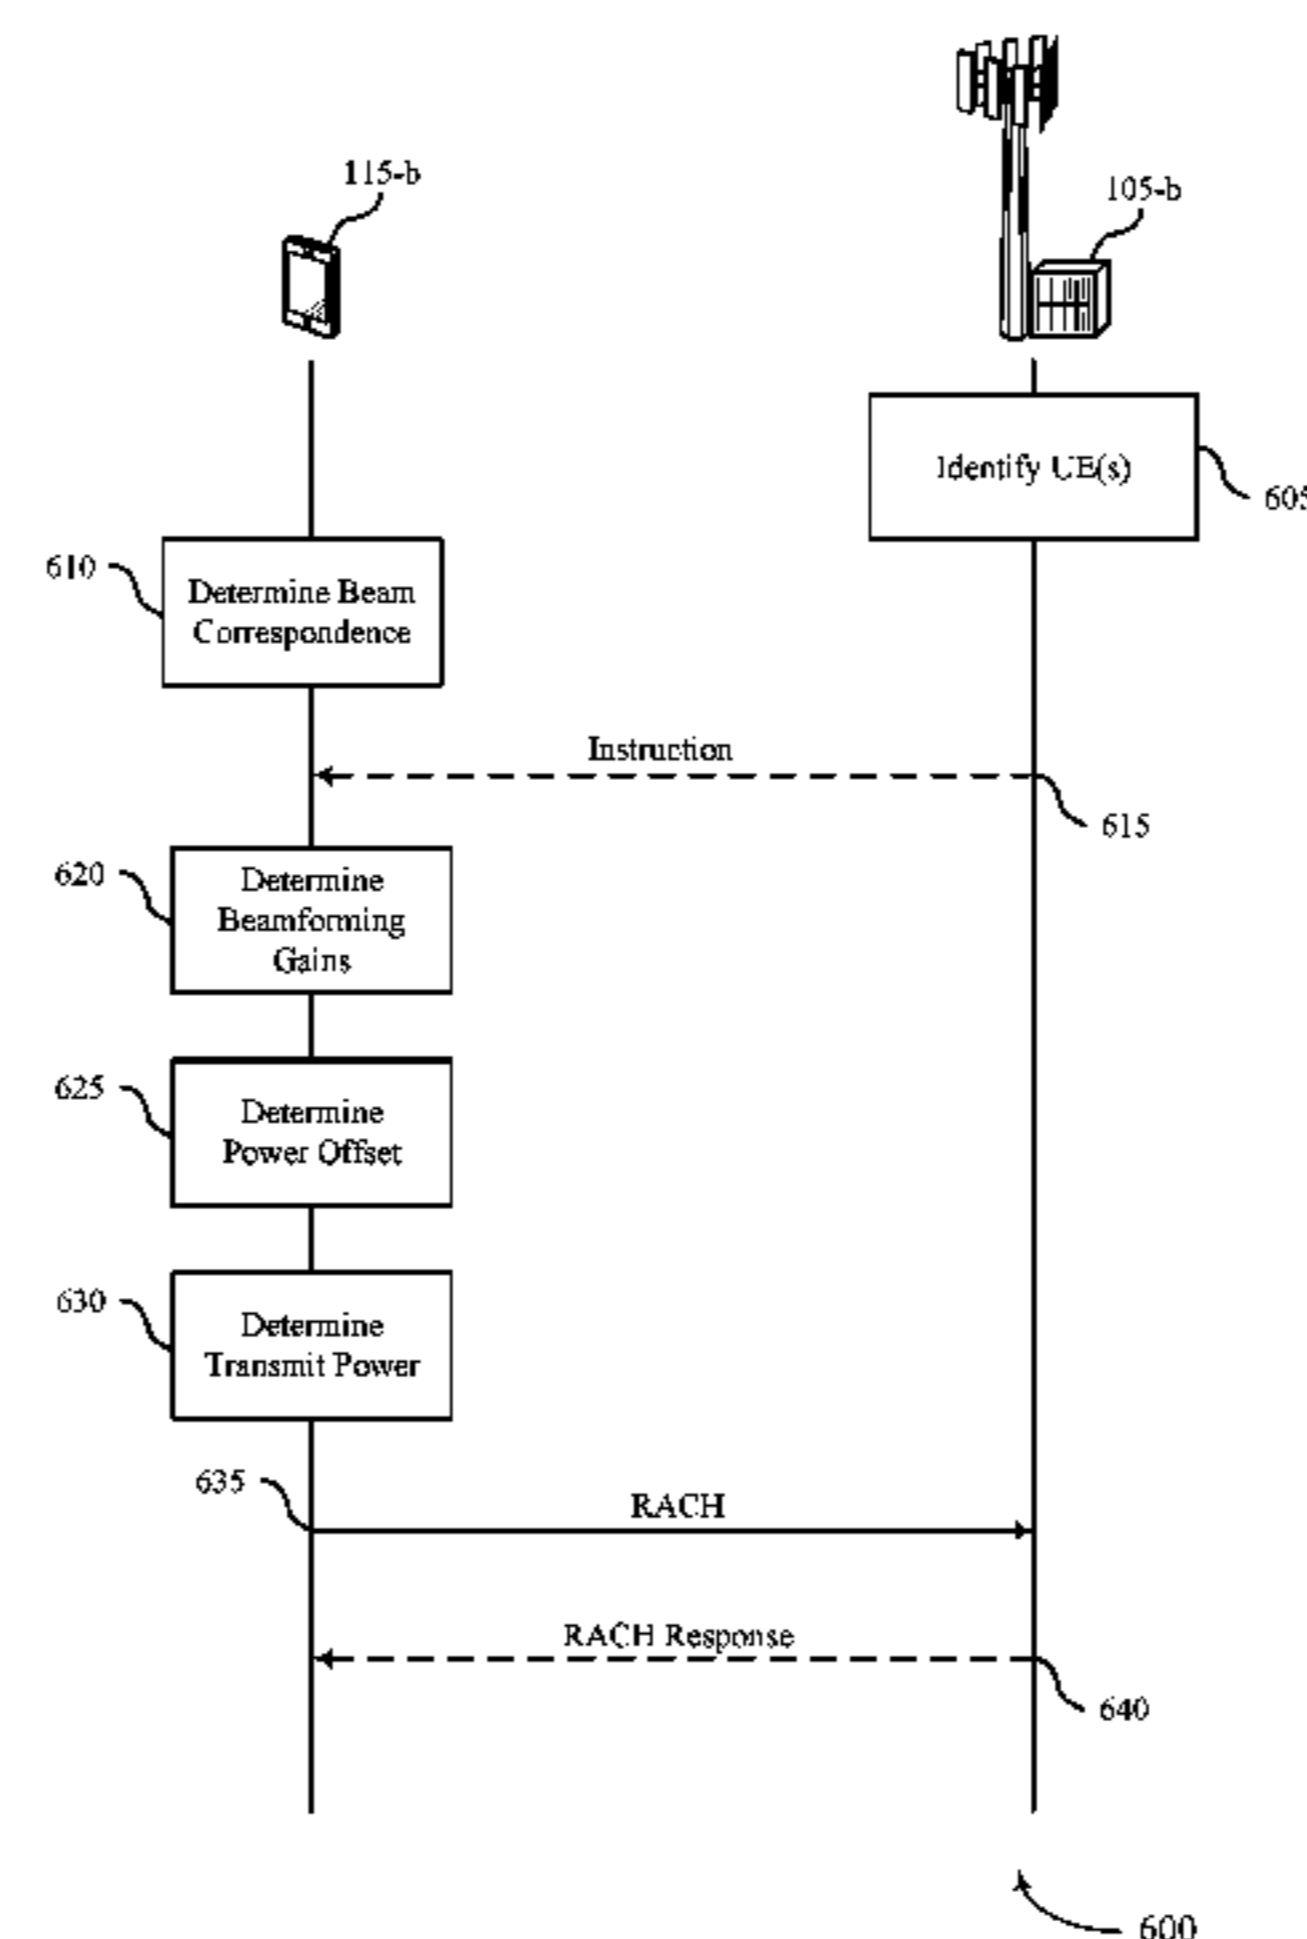 115-b
105-b
Identify UE(s)
605
610
Determine Beam
Correspondence
Instruction
615
620
Determine
Beamforming
Gains
625
Determine
Power Offset
630
Determine
Transmit Power
635
RACH
RACH Response
640
600